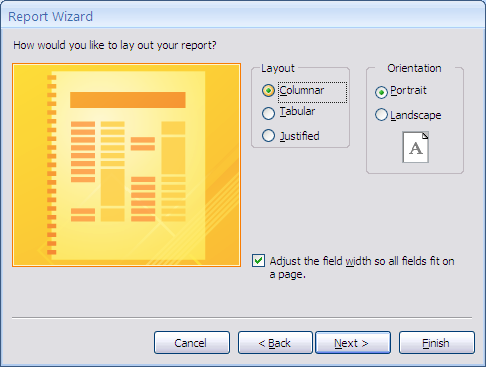 Report Wizard
How would you like to lay out your report?
Layout
Columnar
Tabular
Justified
Orientation
Portrait
Landscape
A
Adjust the field width so all fields fit on
a page.
Cancel
< Back
Next >
Finish